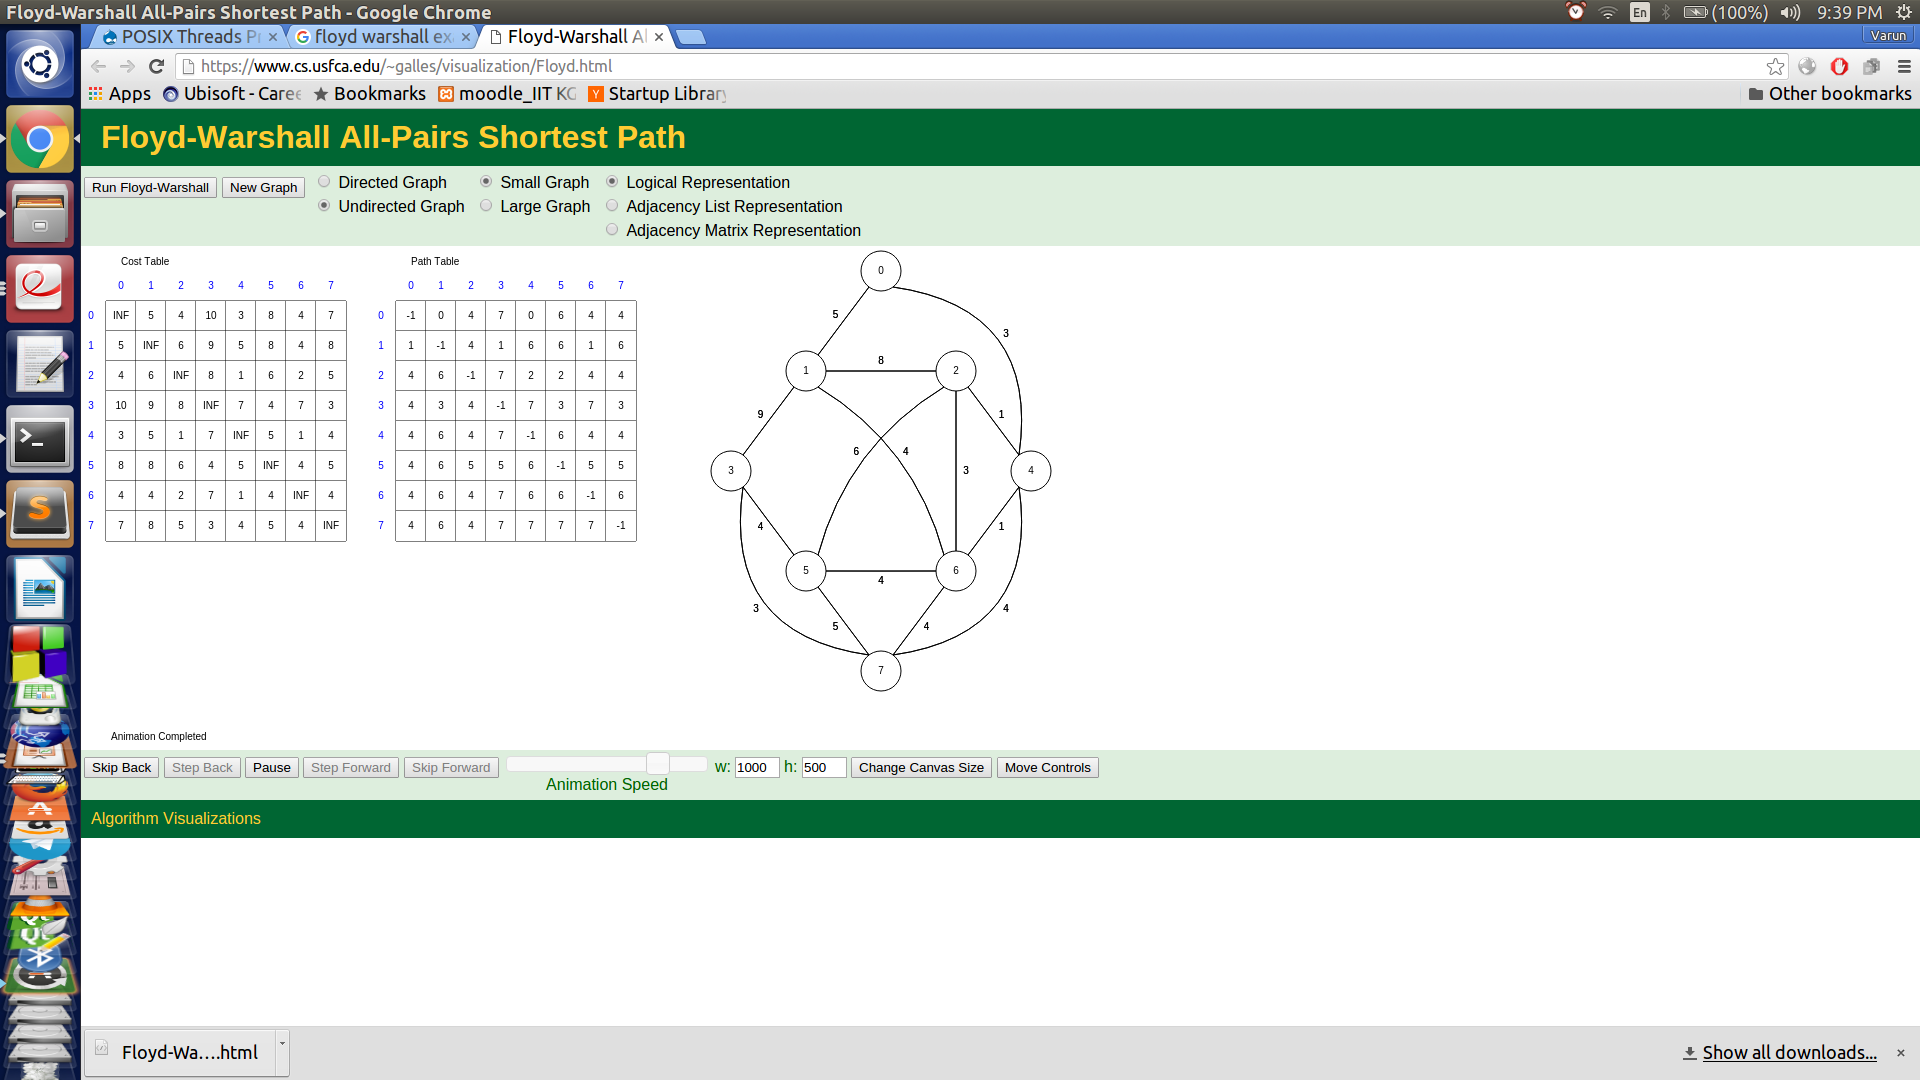 Floyd-Warshall All-Pairs Shortest Path - Google Chrome
En
(100%)
9:39 PM
POSIX Threads Pr
floyd warshall ex
Floyd-Warshall Al
Varun
https://www.cs.usfca.edu/~galles/visualization/Floyd.html
Apps
Ubisoft - Caree
Bookmarks
moodle_IIT KG
Startup Library
Other bookmarks
Floyd-Warshall All-Pairs Shortest Path
Run Floyd-Warshall
New Graph
Directed Graph
Small Graph
Logical Representation
Undirected Graph
Large Graph
Adjacency List Representation
Adjacency Matrix Representation
Cost Table
0 1 2 3 4 5 6 7
0 INF 5 4 10 3 8 4 7
1 5 INF 6 9 5 8 4 8
2 4 6 INF 8 1 6 2 5
3 10 9 8 INF 7 4 7 3
4 3 5 1 7 INF 5 1 4
5 8 8 6 4 5 INF 4 5
6 4 4 2 7 1 4 INF 4
7 7 8 5 3 4 5 4 INF
Path Table
0 1 2 3 4 5 6 7
0 -1 0 4 7 0 6 4 4
1 1 -1 4 1 6 6 1 6
2 4 6 -1 7 2 2 4 4
3 4 3 4 -1 7 3 7 3
4 4 6 4 7 -1 6 4 4
5 4 6 5 5 6 -1 5 5
6 4 6 4 7 6 6 -1 6
7 4 6 4 7 7 7 7 -1
0
5
3
8
1
2
9
1
6
4
3
3
4
4
1
5
6
4
3
4
5
4
7
Animation Completed
Skip Back
Step Back
Pause
Step Forward
Skip Forward
w: 1000
h: 500
Change Canvas Size
Move Controls
Animation Speed
Algorithm Visualizations
Floyd-Wa....html
Show all downloads...